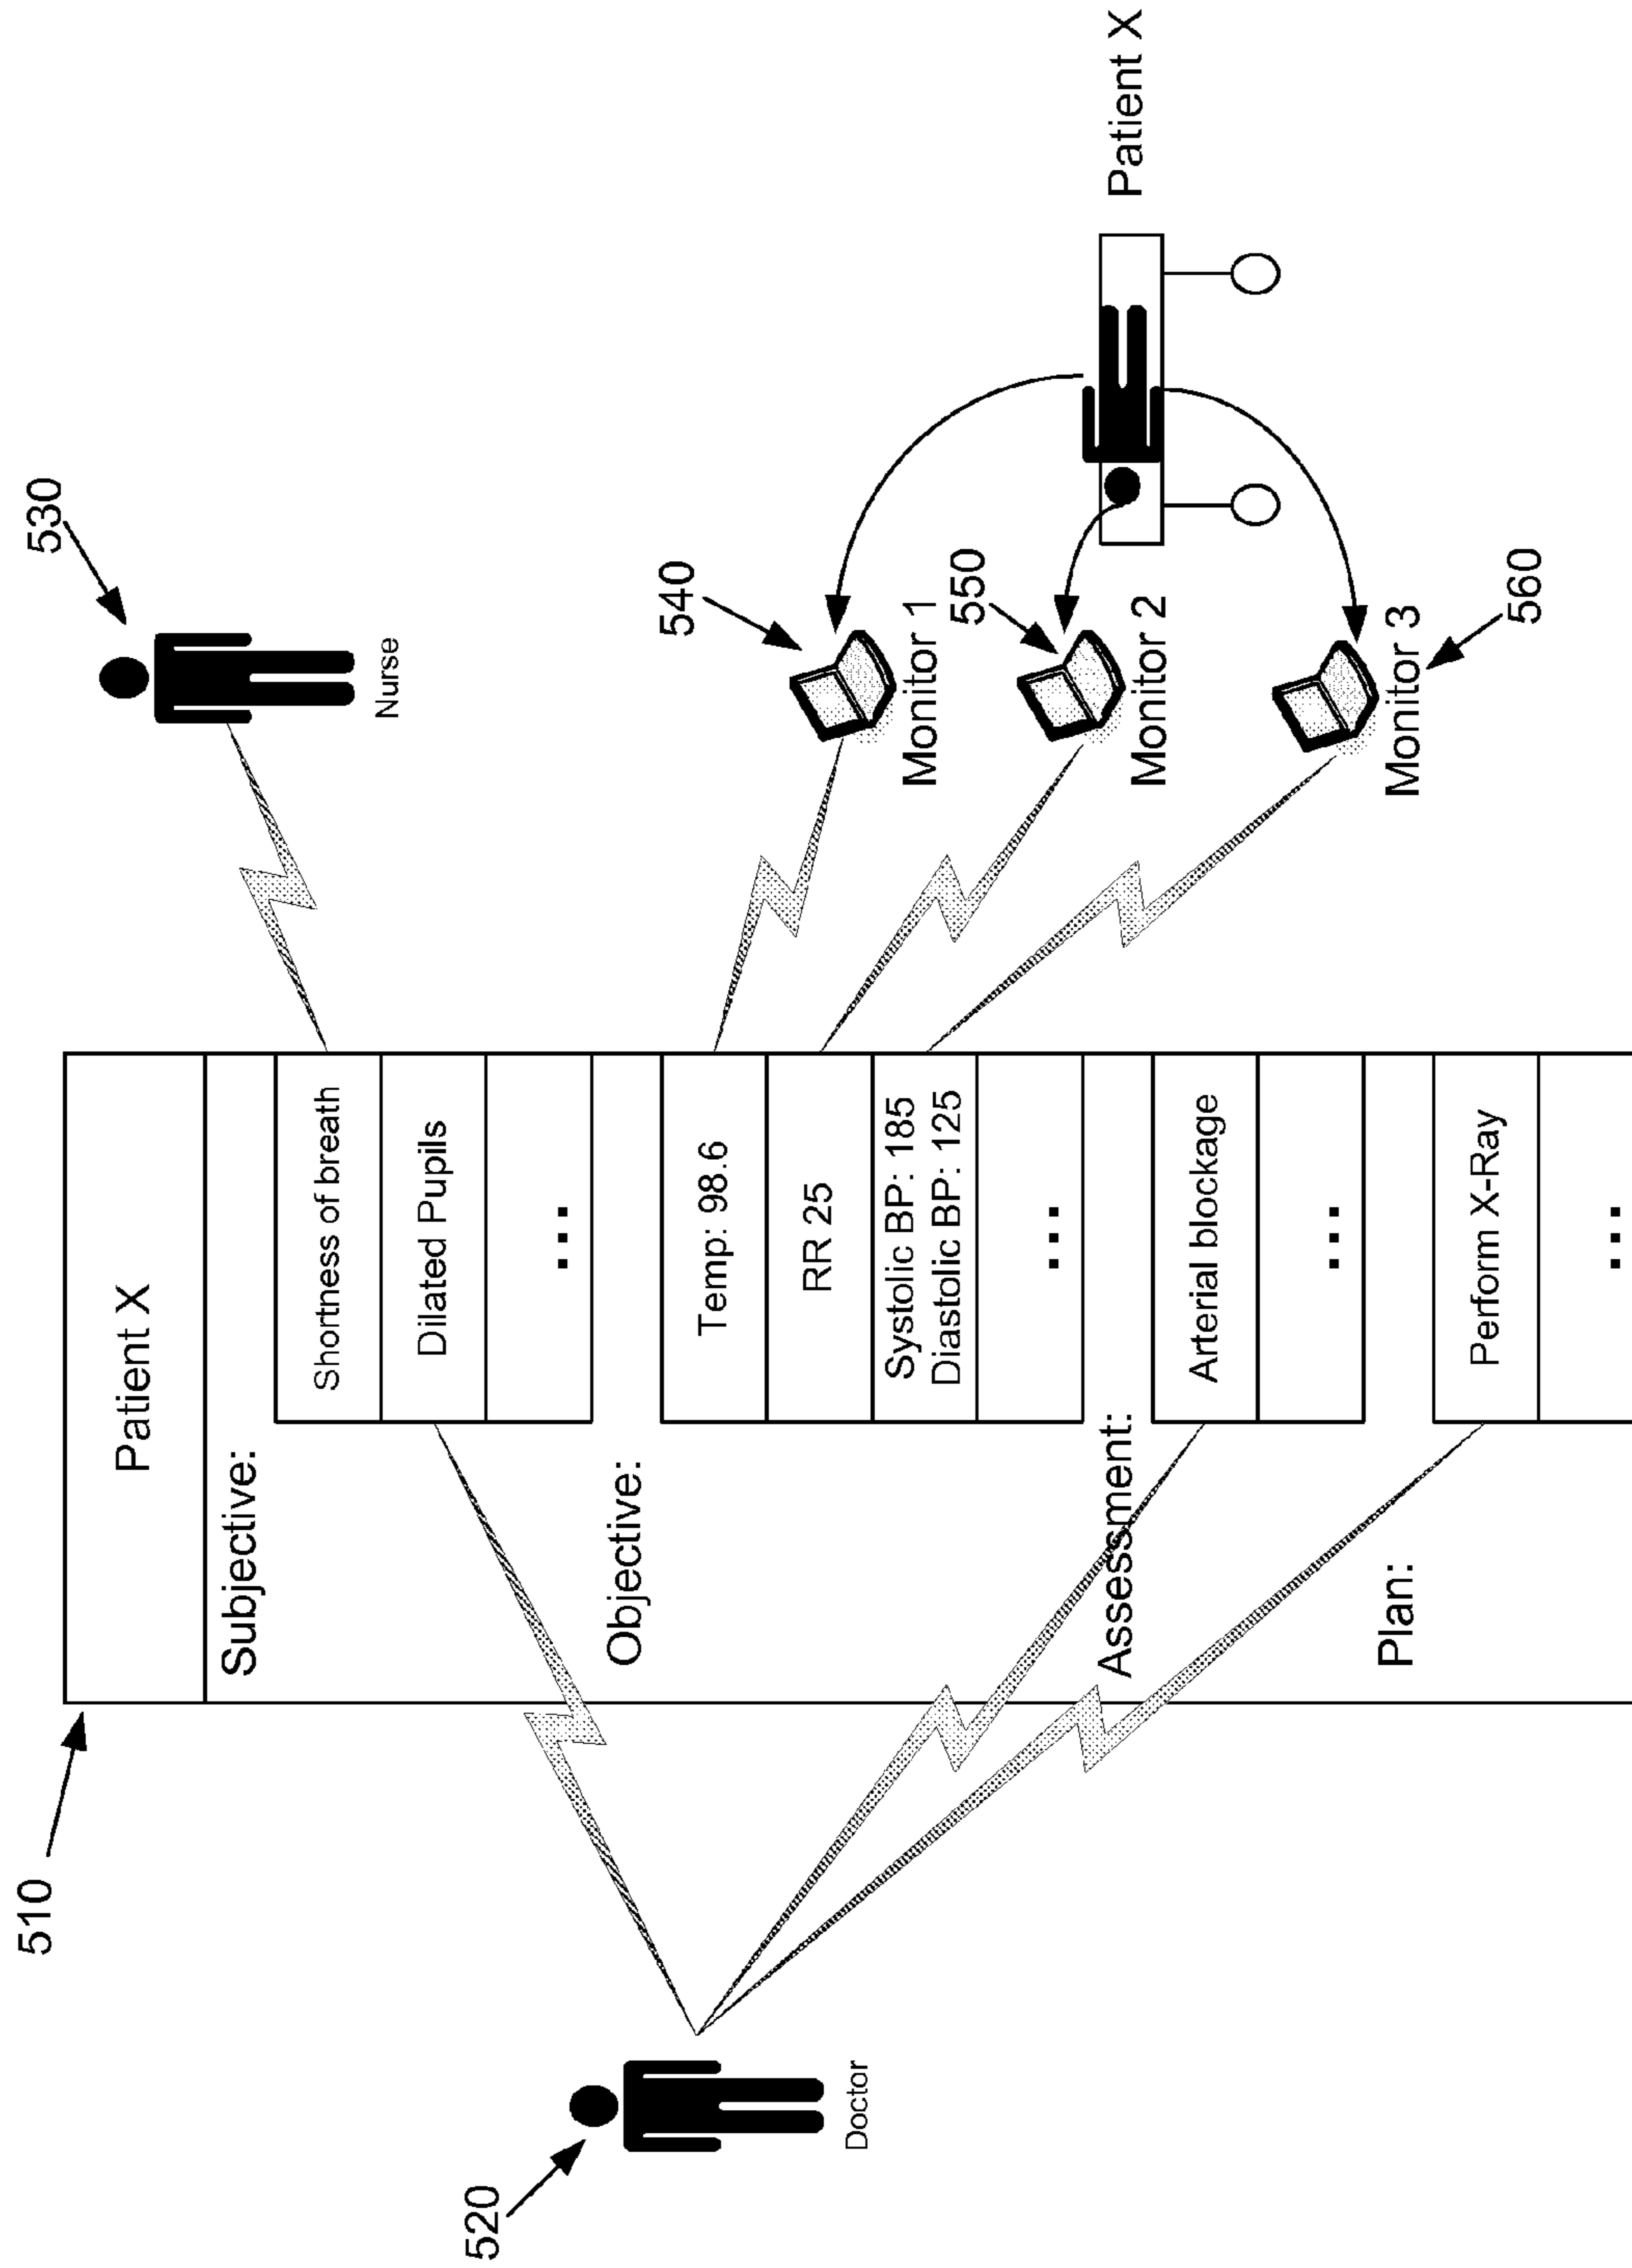 510
Patient X
Subjective:
Shortness of breath
Dilated Pupils
...
Objective:
Temp: 98.6
RR 25
Systolic BP: 185
Diastolic BP: 125
...
Assessment:
Arterial blockage
...
Plan:
Perform X-Ray
...
520
Doctor
530
Nurse
540
Monitor 1
550
Monitor 2
560
Monitor 3
Patient X